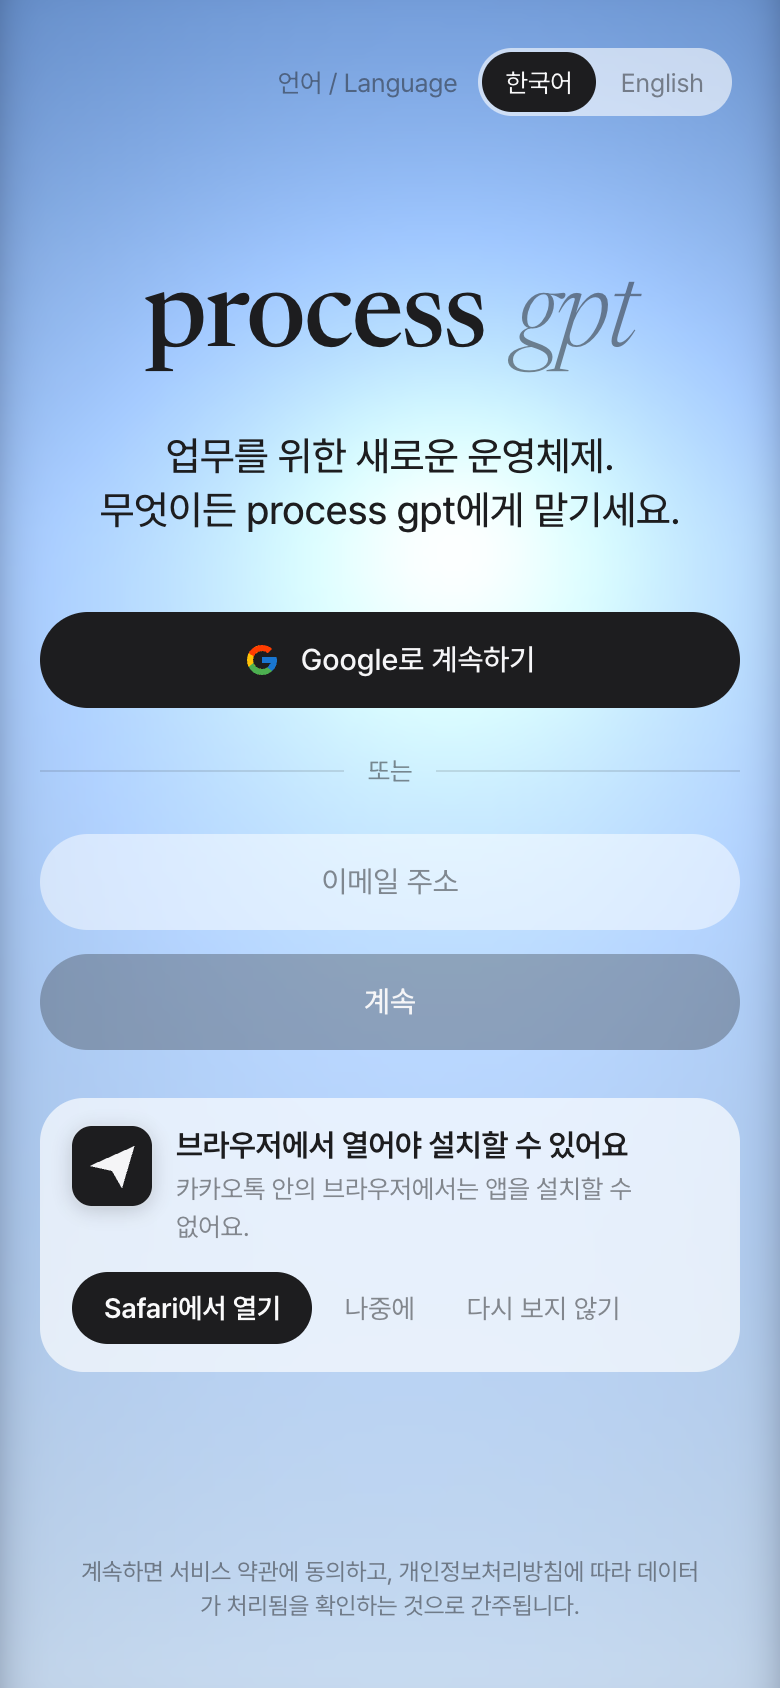 언어 / Language 한국어 English
process gpt
업무를 위한 새로운 운영체제.
무엇이든 process gpt에게 맡기세요.
Google로 계속하기
또는
이메일 주소
계속
브라우저에서 열어야 설치할 수 있어요
카카오톡 안의 브라우저에서는 앱을 설치할 수
없어요.
Safari에서 열기 나중에 다시 보지 않기
계속하면 서비스 약관에 동의하고, 개인정보처리방침에 따라 데이터
가 처리됨을 확인하는 것으로 간주됩니다.